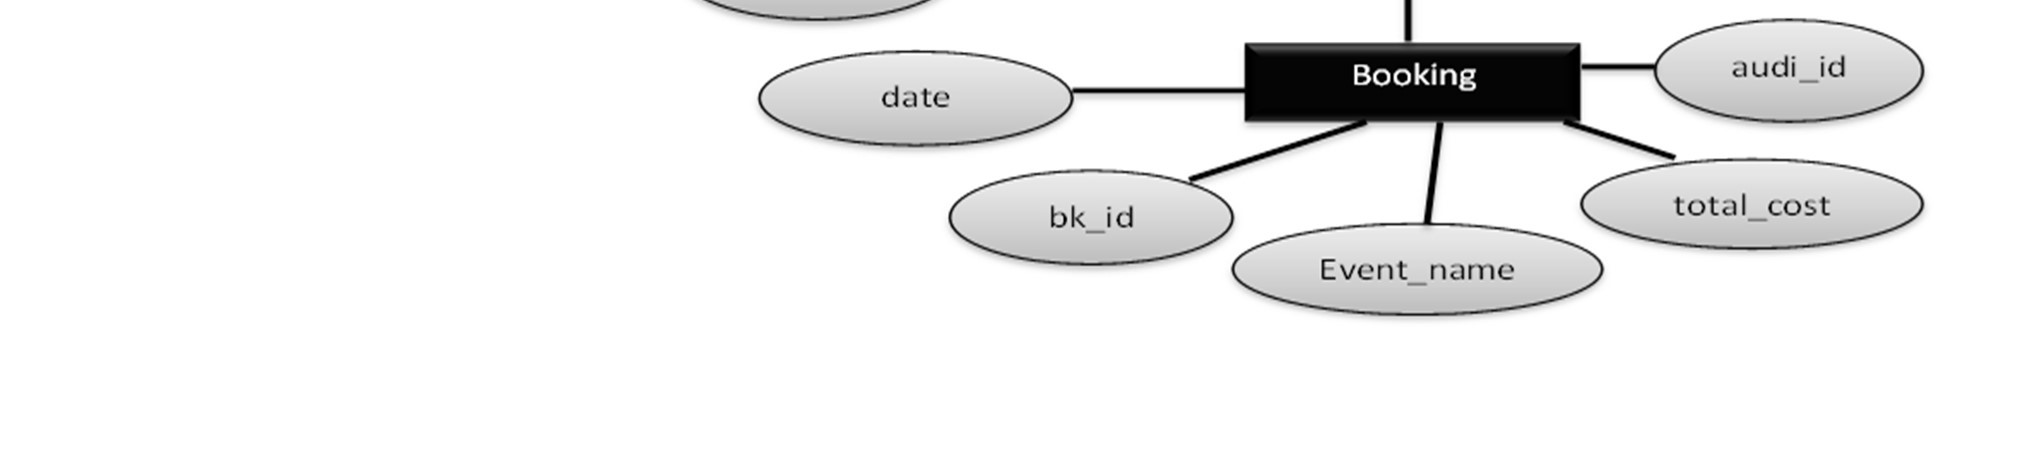 Booking
audi_id
date
bk_id
total_cost
Event_name